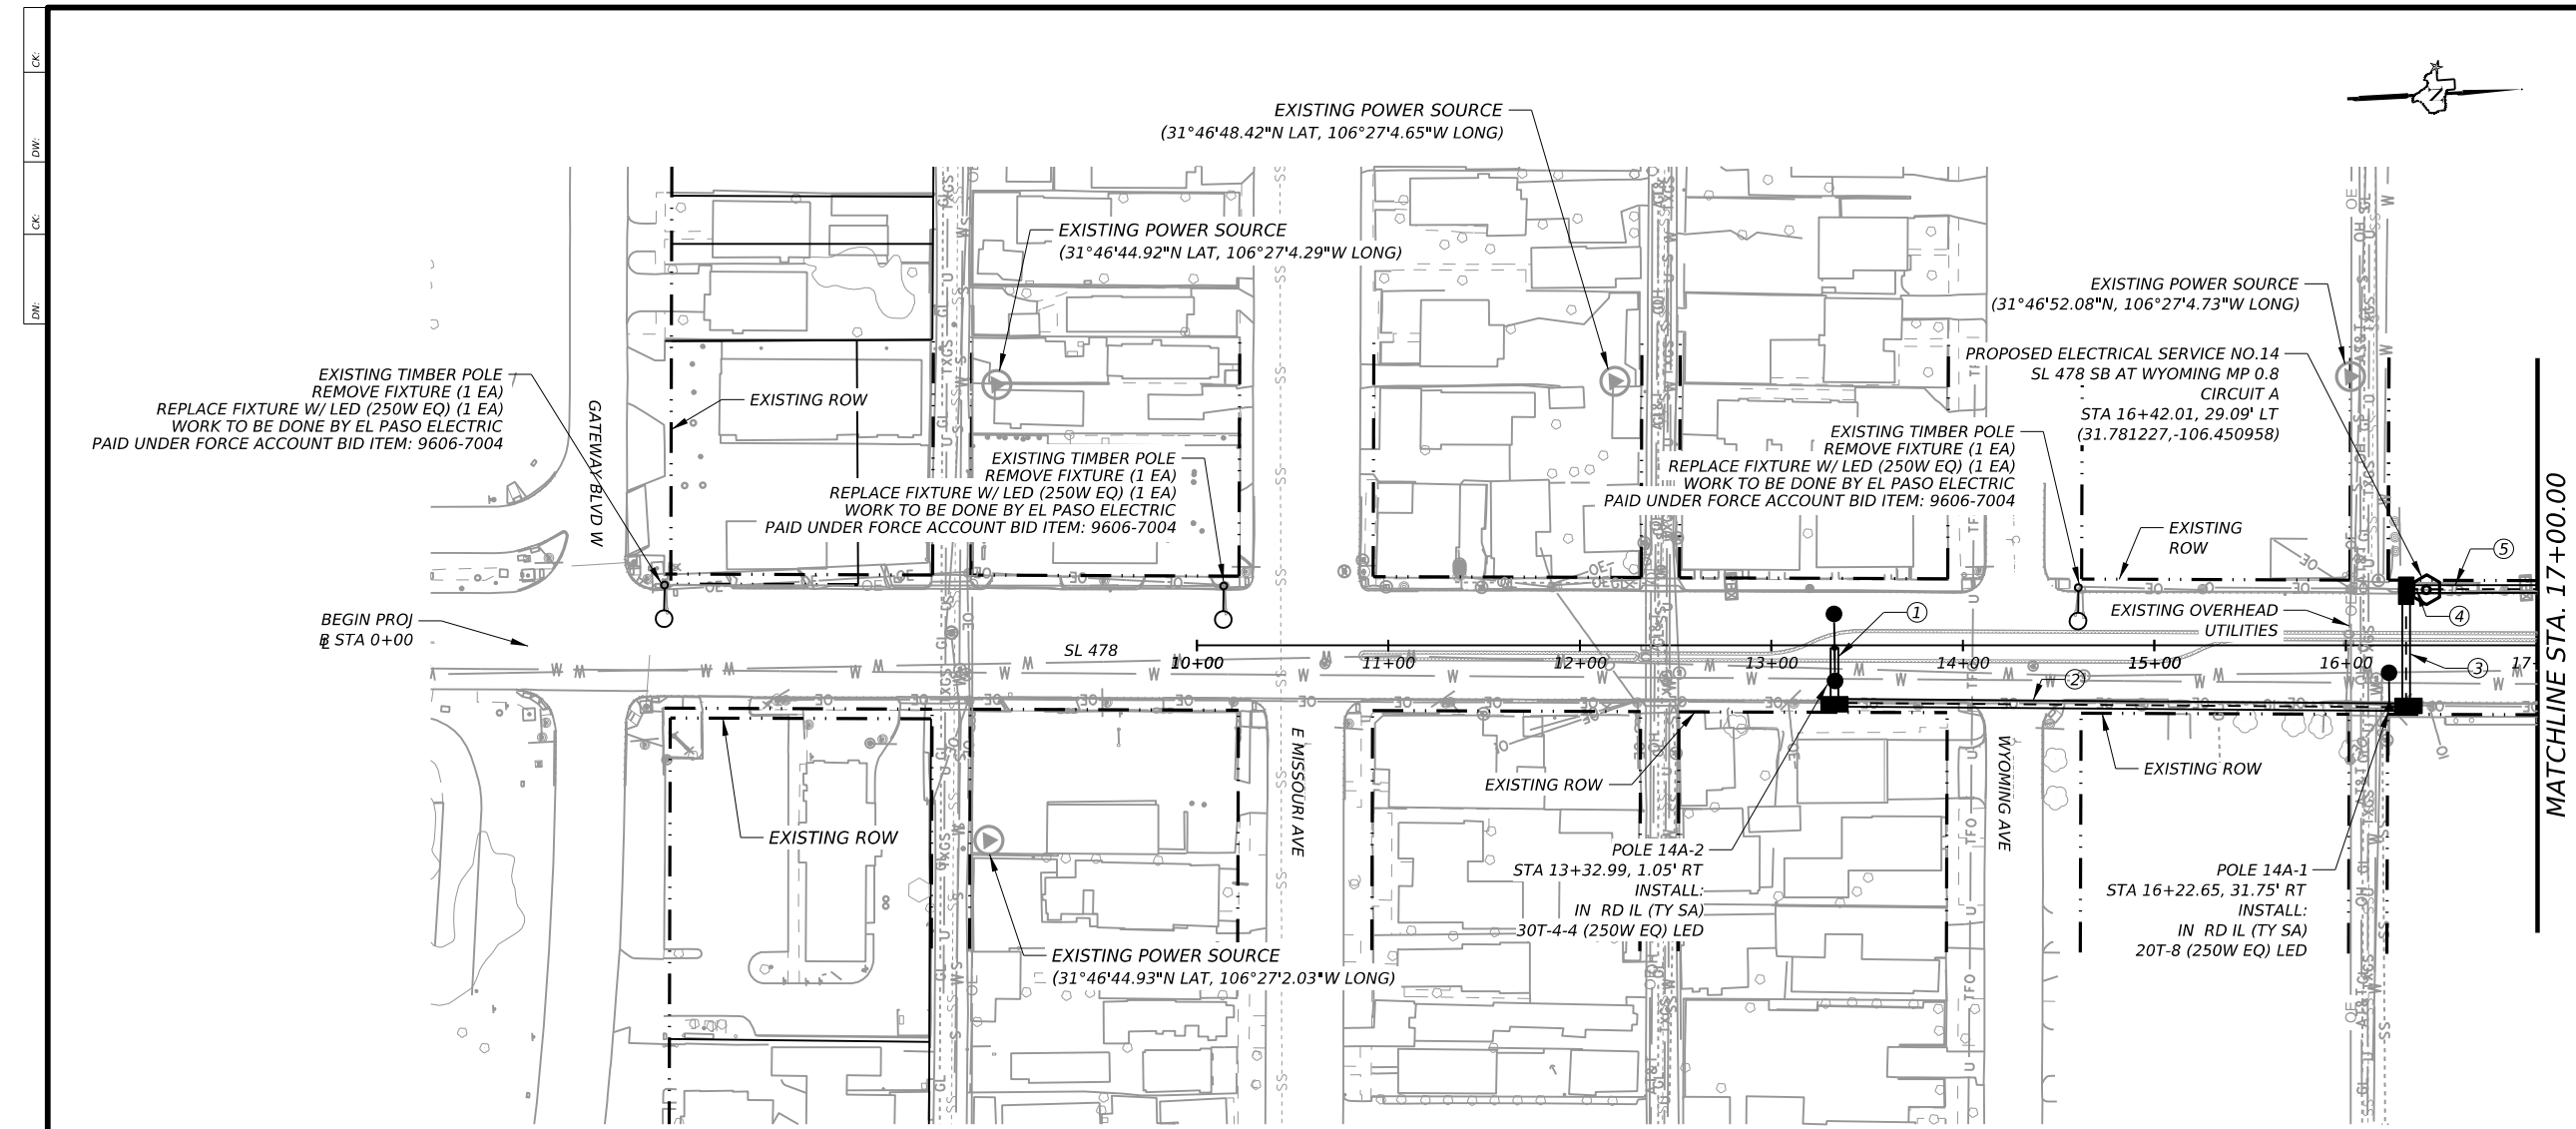 CK:
DW:
CK:
DN:
EXISTING POWER SOURCE
(31°46'48.42"N LAT, 106°27'4.65"W LONG)
EXISTING POWER SOURCE
(31°46'44.92"N LAT, 106°27'4.29"W LONG)
EXISTING POWER SOURCE
(31°46'52.08"N, 106°27'4.73"W LONG)
PROPOSED ELECTRICAL SERVICE NO.14
SL 478 SB AT WYOMING MP 0.8
CIRCUIT A
STA 16+42.01, 29.09' LT
(31.781227,-106.450958)
EXISTING TIMBER POLE
REMOVE FIXTURE (1 EA)
REPLACE FIXTURE W/ LED (250W EQ) (1 EA)
WORK TO BE DONE BY EL PASO ELECTRIC
PAID UNDER FORCE ACCOUNT BID ITEM: 9606-7004
GATEWAY BLVD W
EXISTING ROW
EXISTING TIMBER POLE
REMOVE FIXTURE (1 EA)
REPLACE FIXTURE W/ LED (250W EQ) (1 EA)
WORK TO BE DONE BY EL PASO ELECTRIC
PAID UNDER FORCE ACCOUNT BID ITEM: 9606-7004
EXISTING TIMBER POLE
REMOVE FIXTURE (1 EA)
REPLACE FIXTURE W/ LED (250W EQ) (1 EA)
WORK TO BE DONE BY EL PASO ELECTRIC
PAID UNDER FORCE ACCOUNT BID ITEM: 9606-7004
EXISTING
ROW
5
4
EXISTING OVERHEAD
UTILITIES
1
BEGIN PROJ
STA 0+00
SL 478
10+00
11+00
12+00
13+00
14+00
15+00
16+00
17+
3
2
MATCHLINE STA. 17+00.00
E MISSOURI AVE
WYOMING AVE
EXISTING ROW
EXISTING ROW
EXISTING ROW
POLE 14A-2
STA 13+32.99, 1.05' RT
INSTALL:
IN RD IL (TY SA)
30T-4-4 (250W EQ) LED
POLE 14A-1
STA 16+22.65, 31.75' RT
INSTALL:
IN RD IL (TY SA)
20T-8 (250W EQ) LED
EXISTING POWER SOURCE
(31°46'44.93"N LAT, 106°27'2.03"W LONG)